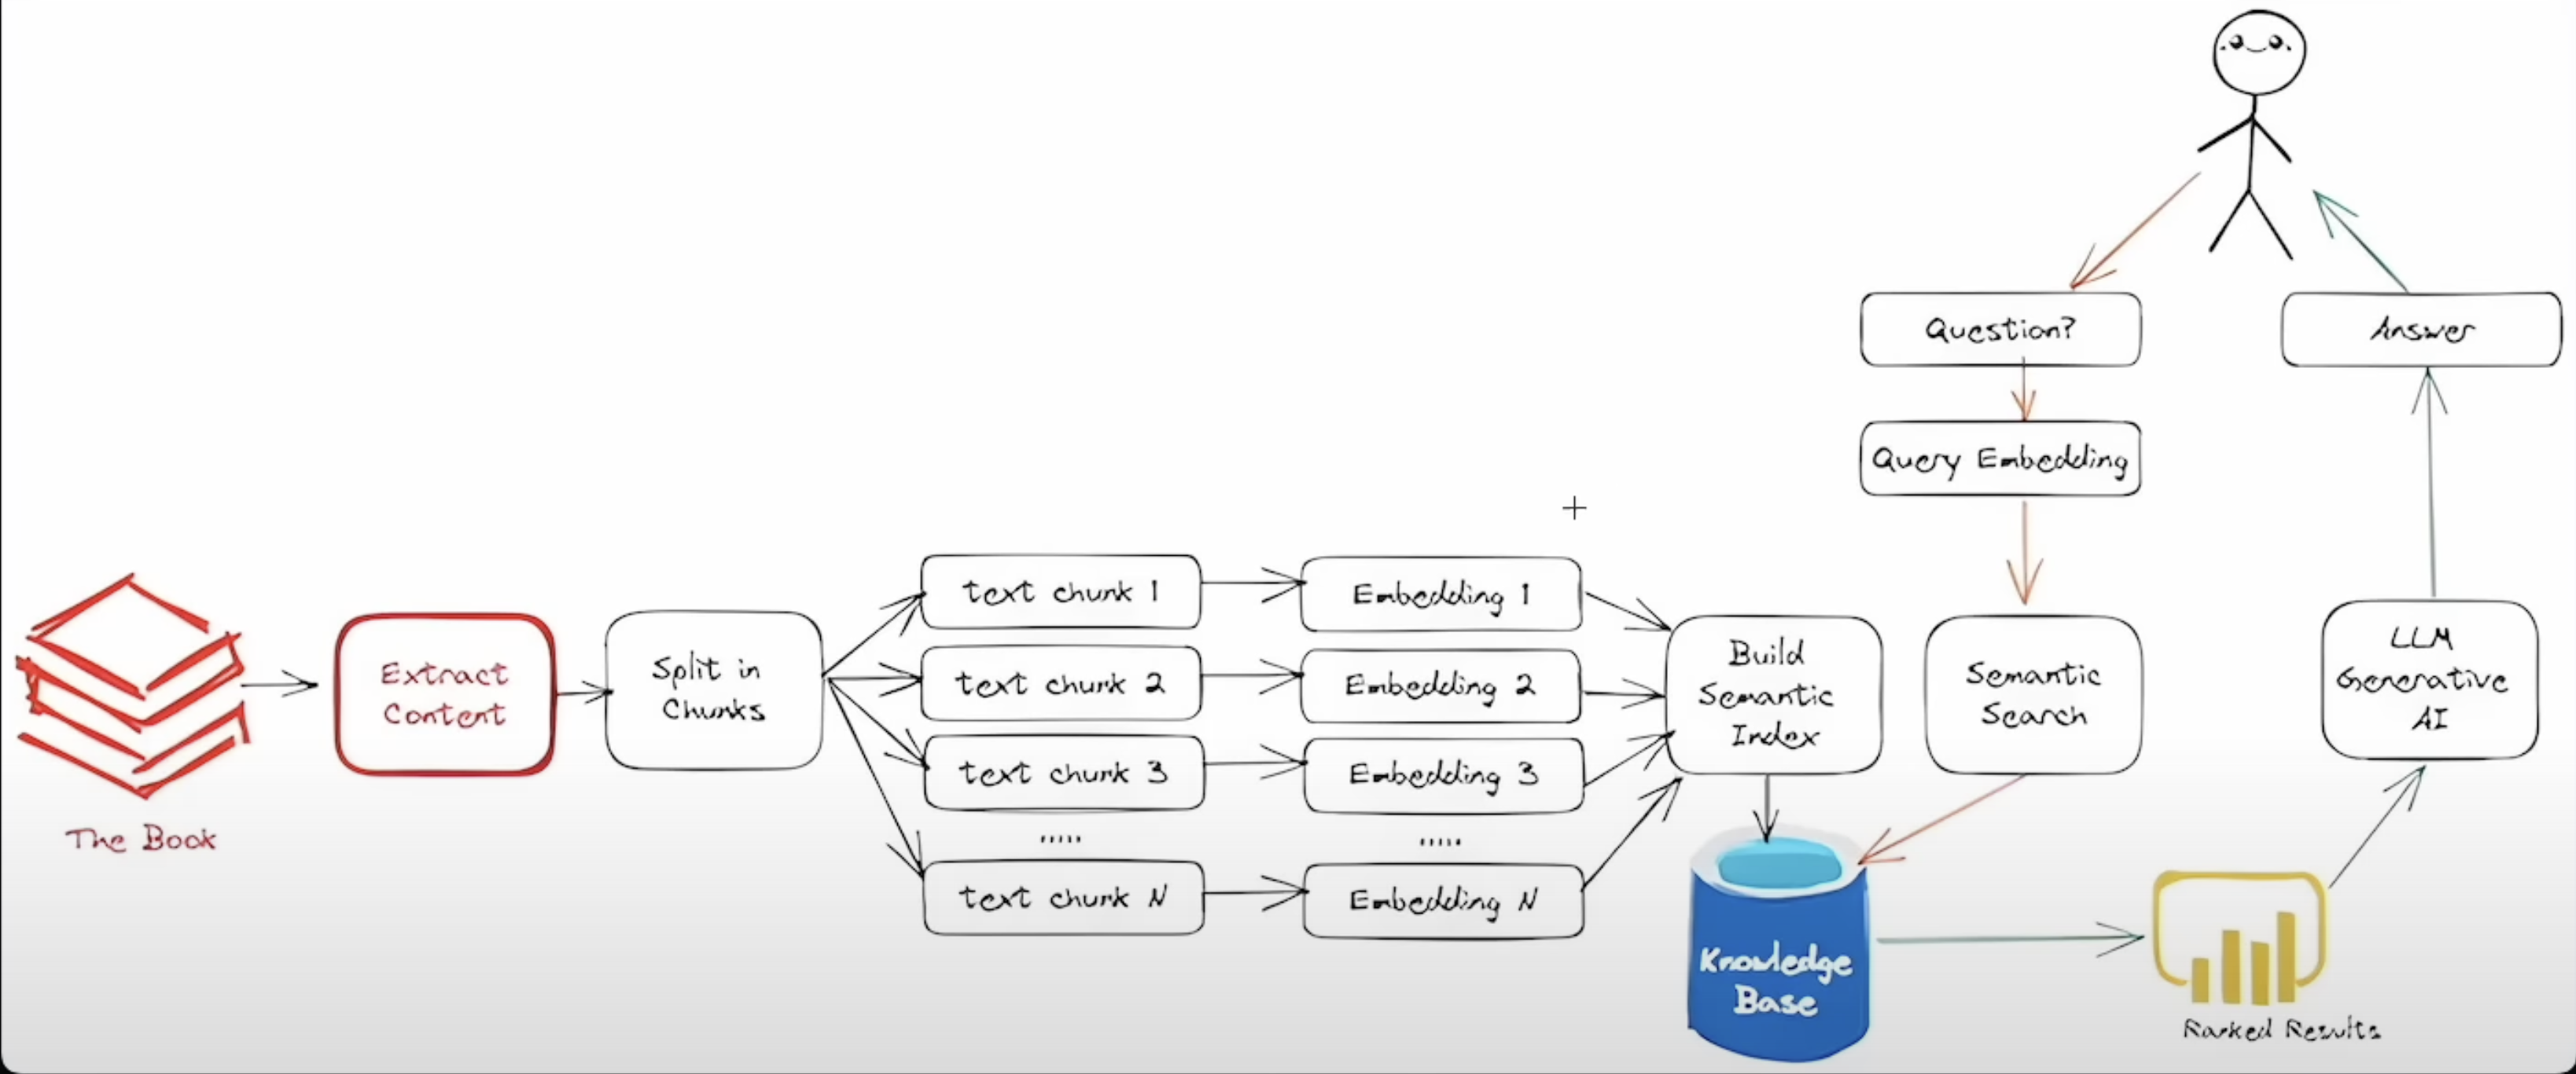 Question?
Answer
Query Embedding
The Book
Extract
Content
Split in
Chunks
text chunk 1
text chunk 2
text chunk 3
.....
text chunk N
Embedding 1
Embedding 2
Embedding 3
.....
Embedding N
Build
Semantic
Index
Knowledge
Base
Semantic
Search
Ranked Results
LLM
Generative
AI